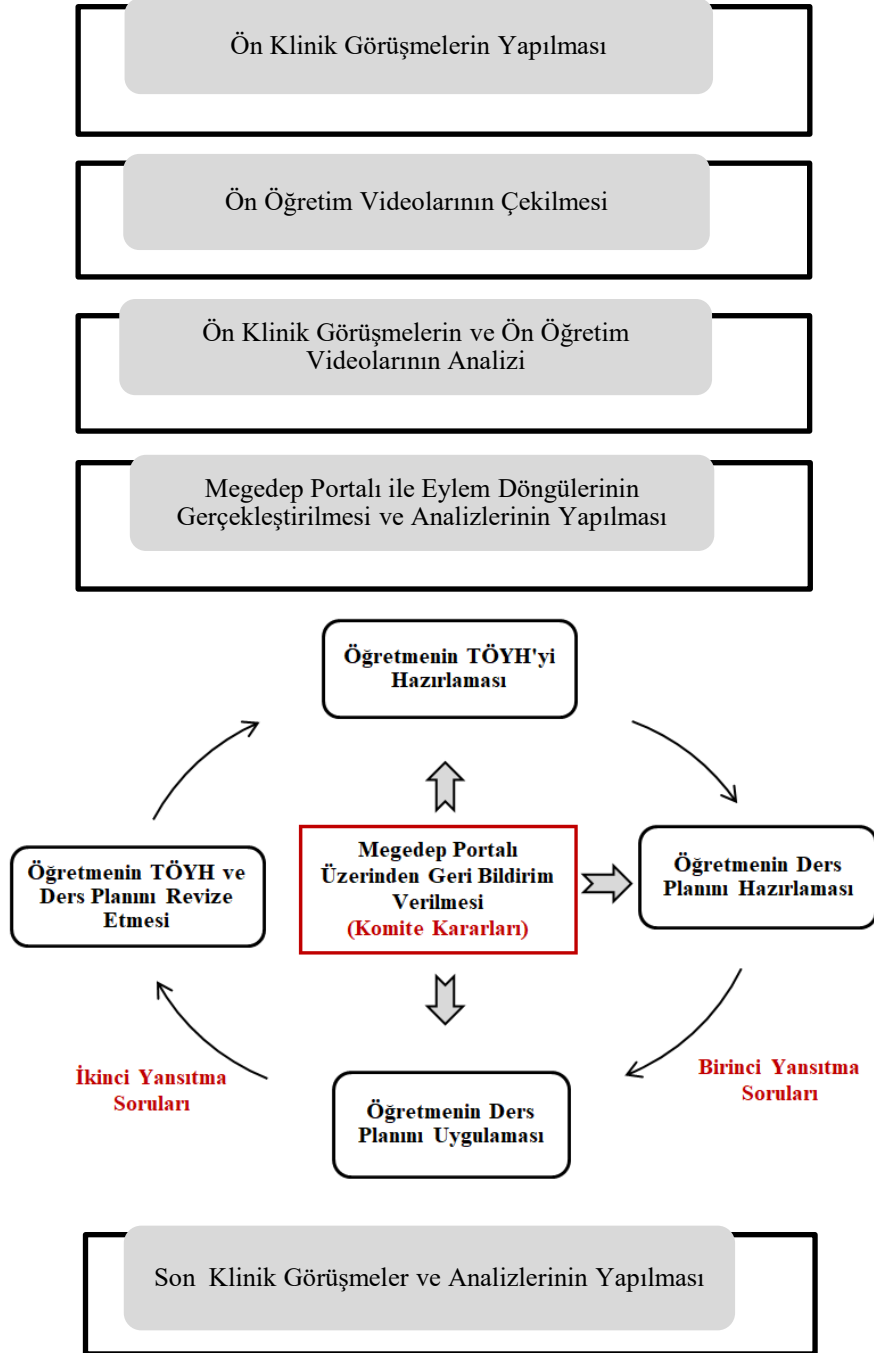 Ön Klinik Görüşmelerin Yapılması
Ön Öğretim Videolarının Çekilmesi
Ön Klinik Görüşmelerin ve Ön Öğretim
Videolarının Analizi
Megedep Portalı ile Eylem Döngülerinin
Gerçekleştirilmesi ve Analizlerinin Yapılması
Öğretmenin TÖYH'yi
Hazırlaması
Öğretmenin TÖYH ve
Ders Planını Revize
Etmesi
Megedep Portalı
Üzerinden Geri Bildirim
Verilmesi
(Komite Kararları)
Öğretmenin Ders
Planını Hazırlaması
İkinci Yansıtma
Soruları
Birinci Yansıtma
Soruları
Öğretmenin Ders
Planını Uygulaması
Son Klinik Görüşmeler ve Analizlerinin Yapılması